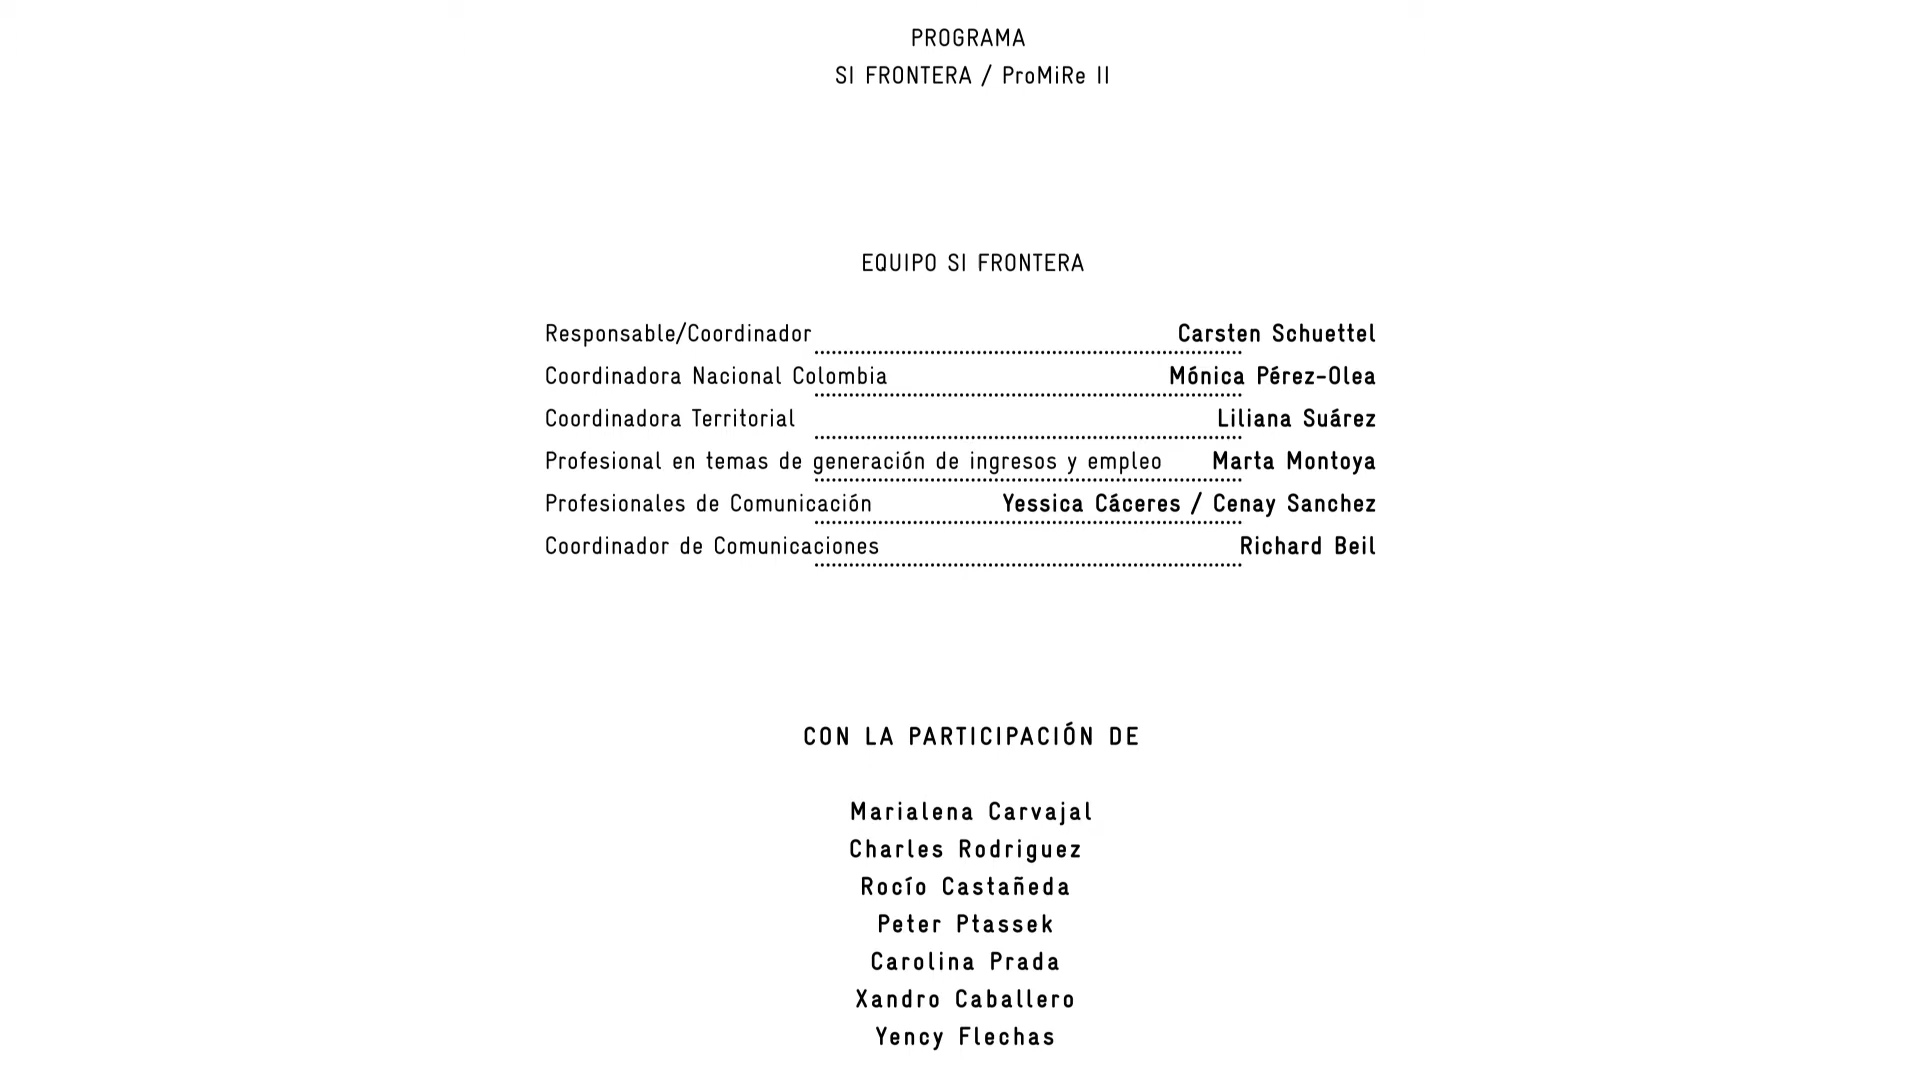 PROGRAMA
SI FRONTERA / ProMiRe II
EQUIPO SI FRONTERA
Responsable/Coordinador Carsten Schuettel
Coordinadora Nacional Colombia Mónica Pérez-Olea
Coordinadora Territorial Liliana Suárez
Profesional en temas de generación de ingresos y empleo Marta Montoya
Profesionales de Comunicación Yessica Cáceres / Cenay Sanchez
Coordinador de Comunicaciones Richard Beil
CON LA PARTICIPACIÓN DE
Marialena Carvajal
Charles Rodriguez
Rocío Castañeda
Peter Ptassek
Carolina Prada
Xandro Caballero
Yency Flechas